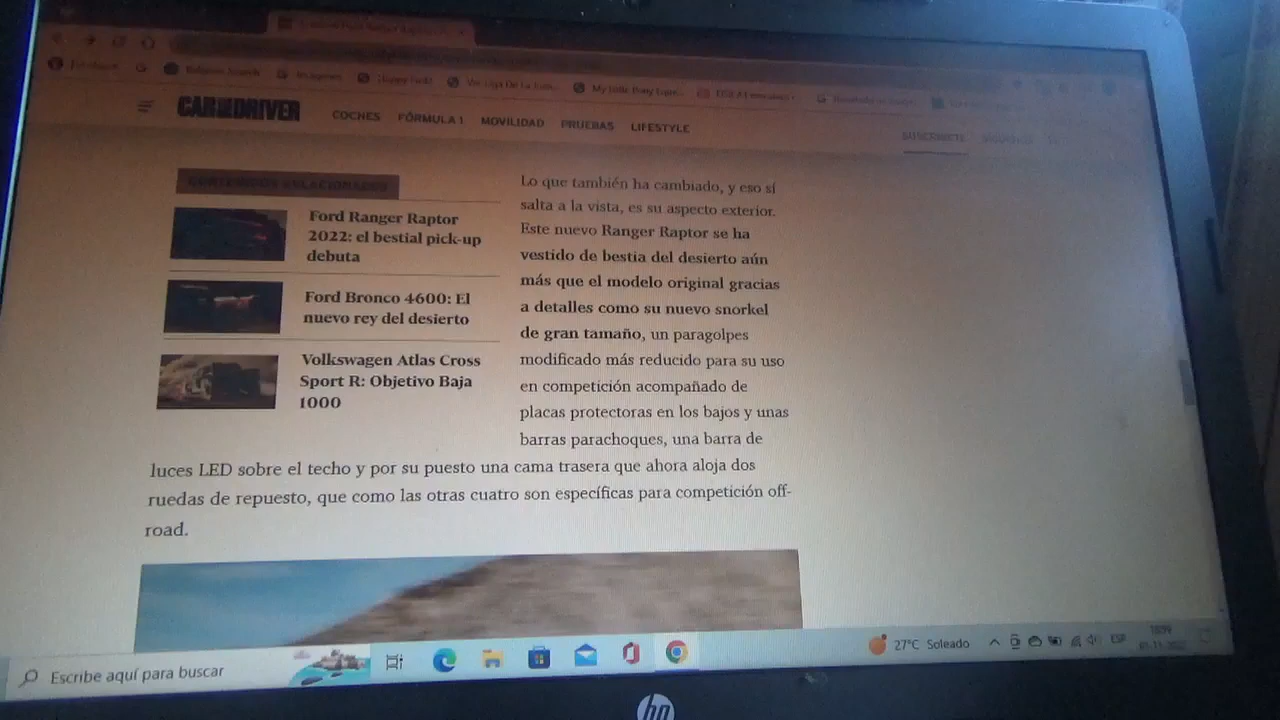 CAR AND DRIVER
COCHES FÓRMULA 1 MOVILIDAD PRUEBAS LIFESTYLE
SUSCRÍBETE
CONTENIDOS RELACIONADOS
Ford Ranger Raptor
2022: el bestial pick-up
debuta
Ford Bronco 4600: El
nuevo rey del desierto
Volkswagen Atlas Cross
Sport R: Objetivo Baja
1000
Lo que también ha cambiado, y eso sí
salta a la vista, es su aspecto exterior.
Este nuevo Ranger Raptor se ha
vestido de bestia del desierto aún
más que el modelo original gracias
a detalles como su nuevo snorkel
de gran tamaño, un paragolpes
modificado más reducido para su uso
en competición acompañado de
placas protectoras en los bajos y unas
barras parachoques, una barra de
luces LED sobre el techo y por su puesto una cama trasera que ahora aloja dos
ruedas de repuesto, que como las otras cuatro son específicas para competición off-
road.
Escribe aquí para buscar
27°C Soleado
ESP
hp